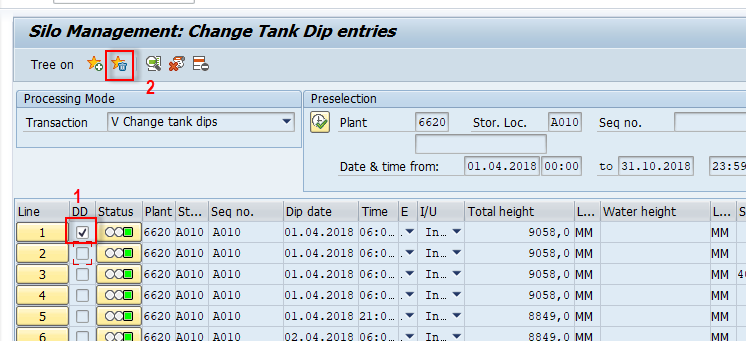 Silo Management: Change Tank Dip entries
Tree on
2
Processing Mode
Preselection
Transaction V Change tank dips
Plant 6620 Stor. Loc. A010 Seq no.
Date & time from: 01.04.2018 00:00 to 31.10.2018 23:59
1
Line DD Status Plant St... Seq no. Dip date Time E I/U Total height L... Water height L... S
1 6620 A010 A010 01.04.2018 06:0... . In... 9058,0 MM MM
2 6620 A010 A010 01.04.2018 06:0... . In... 9058,0 MM MM
3 6620 A010 A010 01.04.2018 06:0... . In... 9058,0 MM MM 40
4 6620 A010 A010 01.04.2018 06:0... . In... 9058,0 MM MM
5 6620 A010 A010 01.04.2018 21:0... . In... 8849,0 MM MM
6 6620 A010 A010 02.04.2018 06:0... . In... 8849,0 MM MM